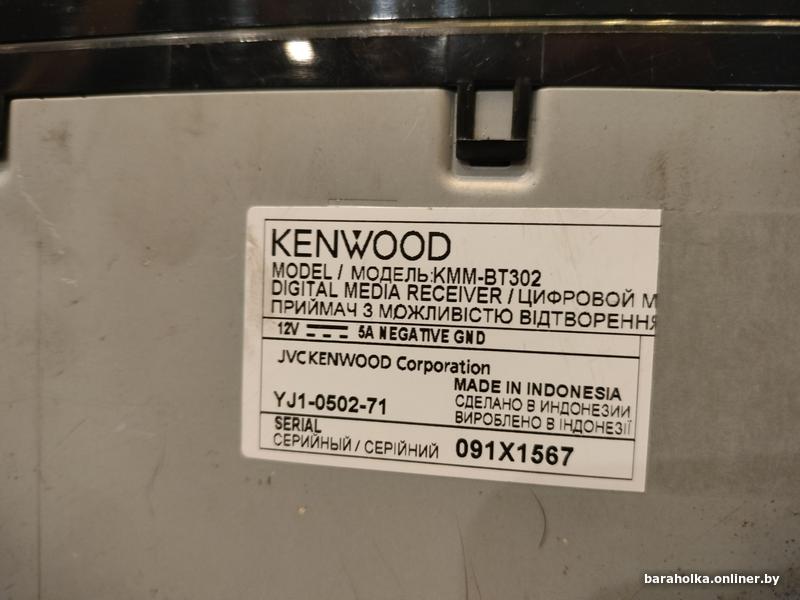 KENWOOD
MODEL / МОДЕЛЬ:KMM-BT302
DIGITAL MEDIA RECEIVER / ЦИФРОВОЙ М
ПРИЙМАЧ З МОЖЛИВІСТЮ ВІДТВОРЕННЯ
12V 5A NEGATIVE GND
JVCKENWOOD Corporation
MADE IN INDONESIA
YJ1-0502-71 СДЕЛАНО В ИНДОНЕЗИИ
ВИРОБЛЕНО В ІНДОНЕЗІЇ
SERIAL
СЕРИЙНЫЙ / СЕРІЙНИЙ 091X1567
baraholka.onliner.by